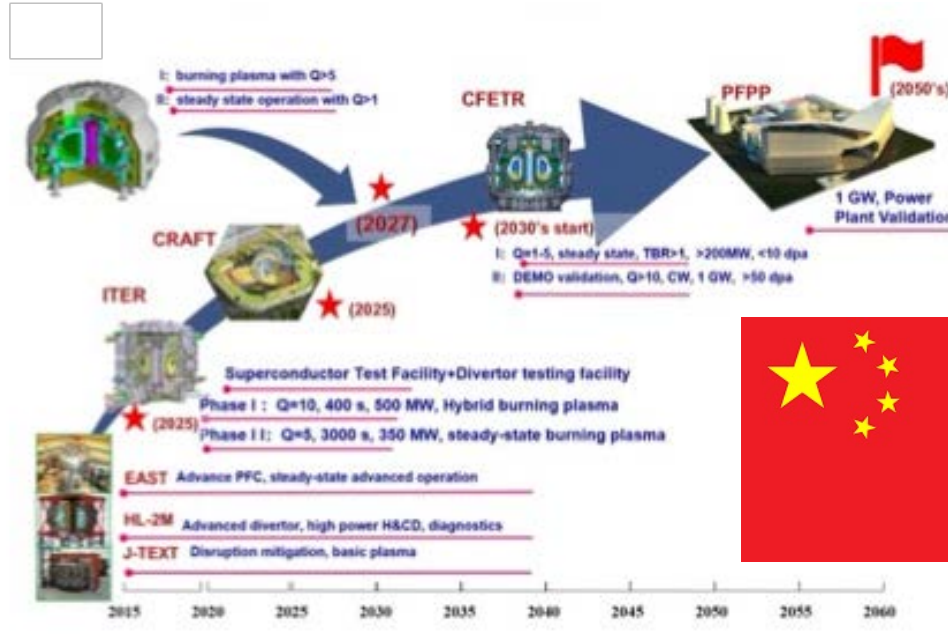 I: burning plasma with Q>5
II: steady state operation with Q>1
CFETR
PFPP
(2050's)
(2027)
1 GW, Power
Plant Validation
CRAFT
(2030's start)
I: Q=1-5, steady state, TBR>1, >200MW, <10 dpa
II: DEMO validation, Q>10, CW, 1 GW, >50 dpa
ITER
(2025)
Superconductor Test Facility+Divertor testing facility
Phase I : Q=10, 400 s, 500 MW, Hybrid burning plasma
(2025)
Phase II: Q=5, 3000 s, 350 MW, steady-state burning plasma
EAST Advance PFC, steady-state advanced operation
HL-2M Advanced divertor, high power H&CD, diagnostics
J-TEXT Disruption mitigation, basic plasma
2015 2020 2025 2030 2035 2040 2045 2050 2055 2060